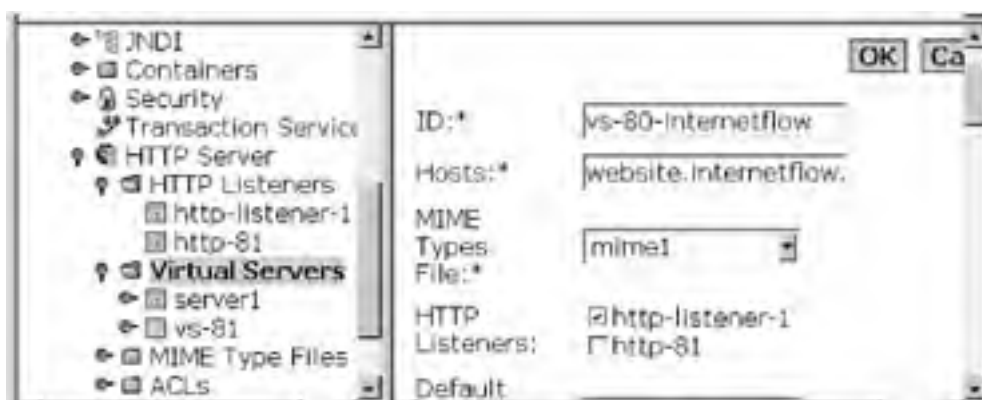 JNDI
Containers
Security
Transaction Service
HTTP Server
HTTP Listeners
http-listener-1
http-81
Virtual Servers
server1
vs-81
MIME Type Files
ACLs
OK Ca
ID:* vs-80-internetflow
Hosts:* website.internetflow.
MIME
Types
File:*
mime1
HTTP
Listeners:
http-listener-1
http-81
Default